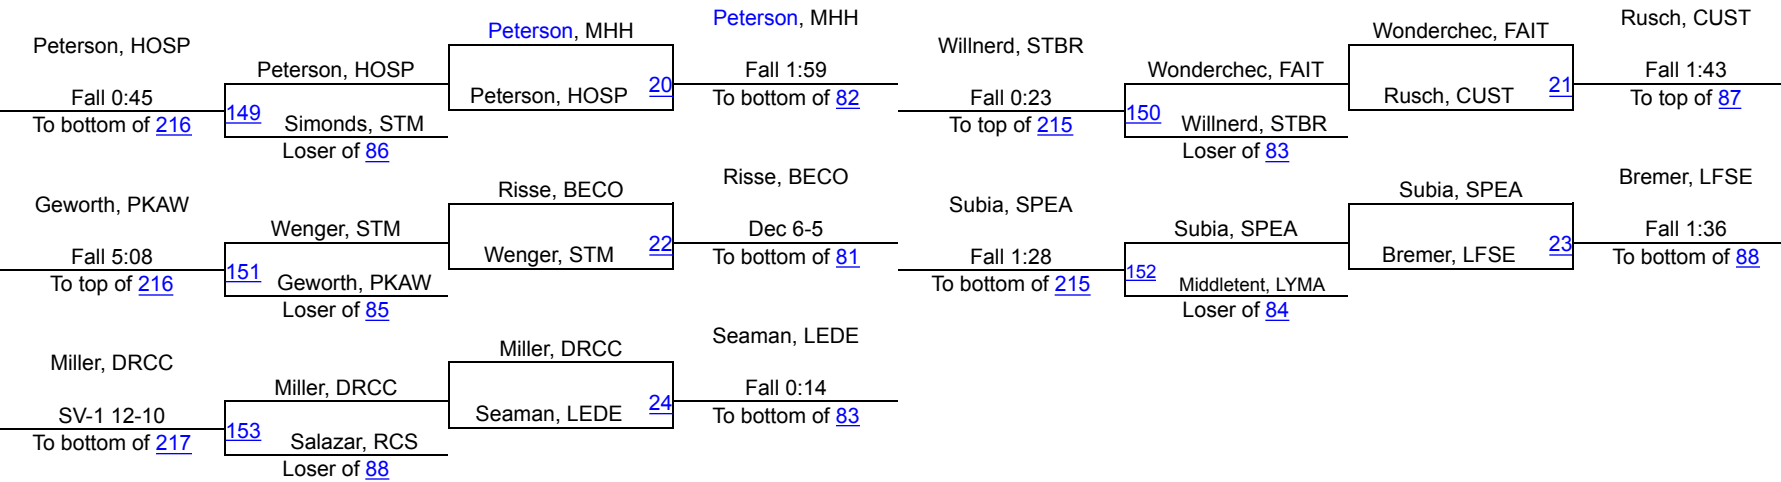 Peterson, HOSP
Fall 0:45
To bottom of 216
Peterson, HOSP
149
Simonds, STM
Loser of 86
Peterson, MHH
Peterson, HOSP
20
Peterson, MHH
Fall 1:59
To bottom of 82
Willnerd, STBR
Fall 0:23
To top of 215
Wonderchec, FAIT
150
Willnerd, STBR
Loser of 83
Wonderchec, FAIT
Rusch, CUST
21
Rusch, CUST
Fall 1:43
To top of 87
Geworth, PKAW
Fall 5:08
To top of 216
Wenger, STM
151
Geworth, PKAW
Loser of 85
Risse, BECO
Wenger, STM
22
Risse, BECO
Dec 6-5
To bottom of 81
Subia, SPEA
Fall 1:28
To bottom of 215
Subia, SPEA
152
Middletent, LYMA
Loser of 84
Subia, SPEA
Bremer, LFSE
23
Bremer, LFSE
Fall 1:36
To bottom of 88
Miller, DRCC
SV-1 12-10
To bottom of 217
Miller, DRCC
153
Salazar, RCS
Loser of 88
Miller, DRCC
Seaman, LEDE
24
Seaman, LEDE
Fall 0:14
To bottom of 83